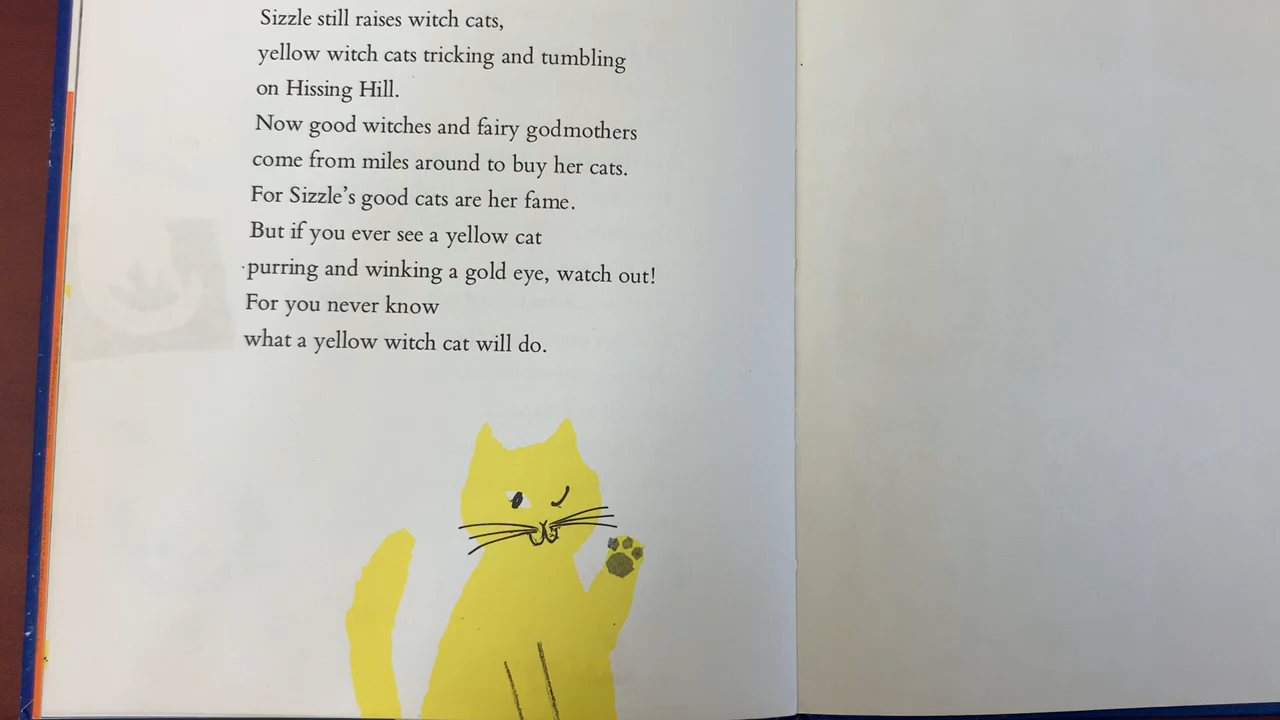 Sizzle still raises witch cats,
yellow witch cats tricking and tumbling
on Hissing Hill.
Now good witches and fairy godmothers
come from miles around to buy her cats.
For Sizzle's good cats are her fame.
But if you ever see a yellow cat
purring and winking a gold eye, watch out!
For you never know
what a yellow witch cat will do.